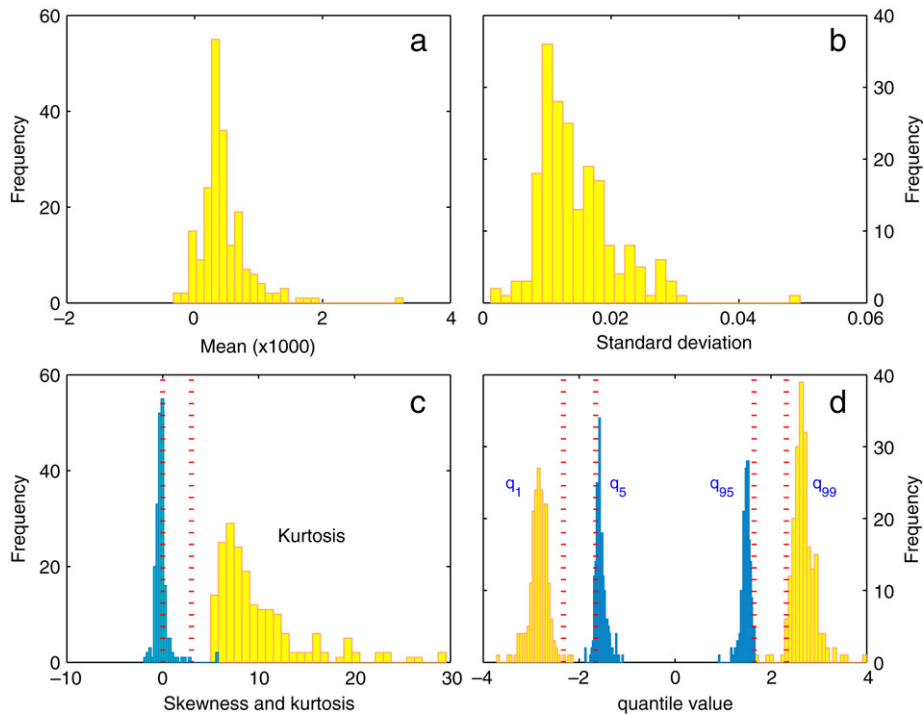 a
60
40
20
0
Frequency
−2
0
2
4
Mean (x1000)
b
40
30
20
10
0
Frequency
0
0.02
0.04
0.06
Standard deviation
c
60
40
20
0
Frequency
Kurtosis
−10
0
10
20
30
Skewness and kurtosis
d
40
30
20
10
0
Frequency
q1
q5
q95
q99
−4
−2
0
2
4
quantile value